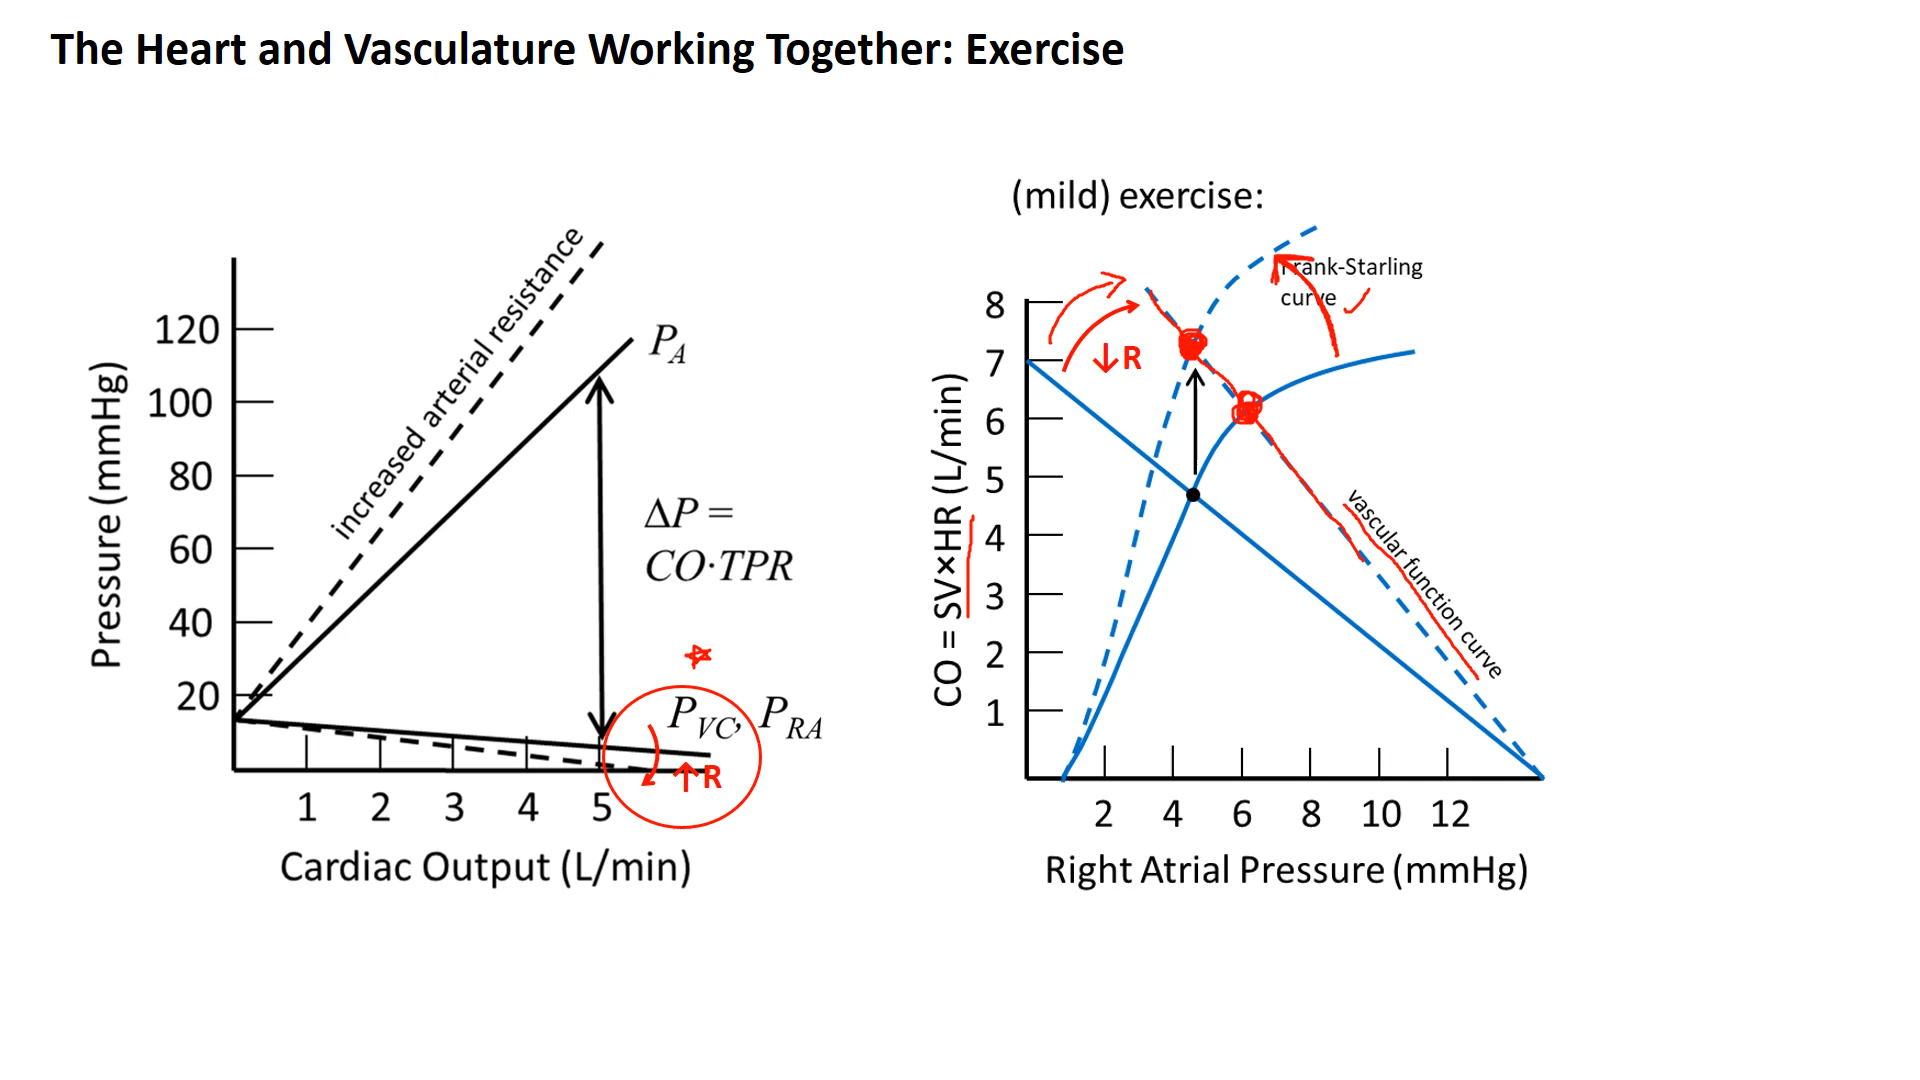 The Heart and Vasculature Working Together: Exercise
Pressure (mmHg)
120
100
80
60
40
20
increased arterial resistance
P_A
ΔP =
CO·TPR
P_VC, P_RA
↑R
1 2 3 4 5
Cardiac Output (L/min)
(mild) exercise:
Frank-Starling
curve
↓R
CO = SV×HR (L/min)
8
7
6
5
4
3
2
1
vascular function curve
2 4 6 8 10 12
Right Atrial Pressure (mmHg)